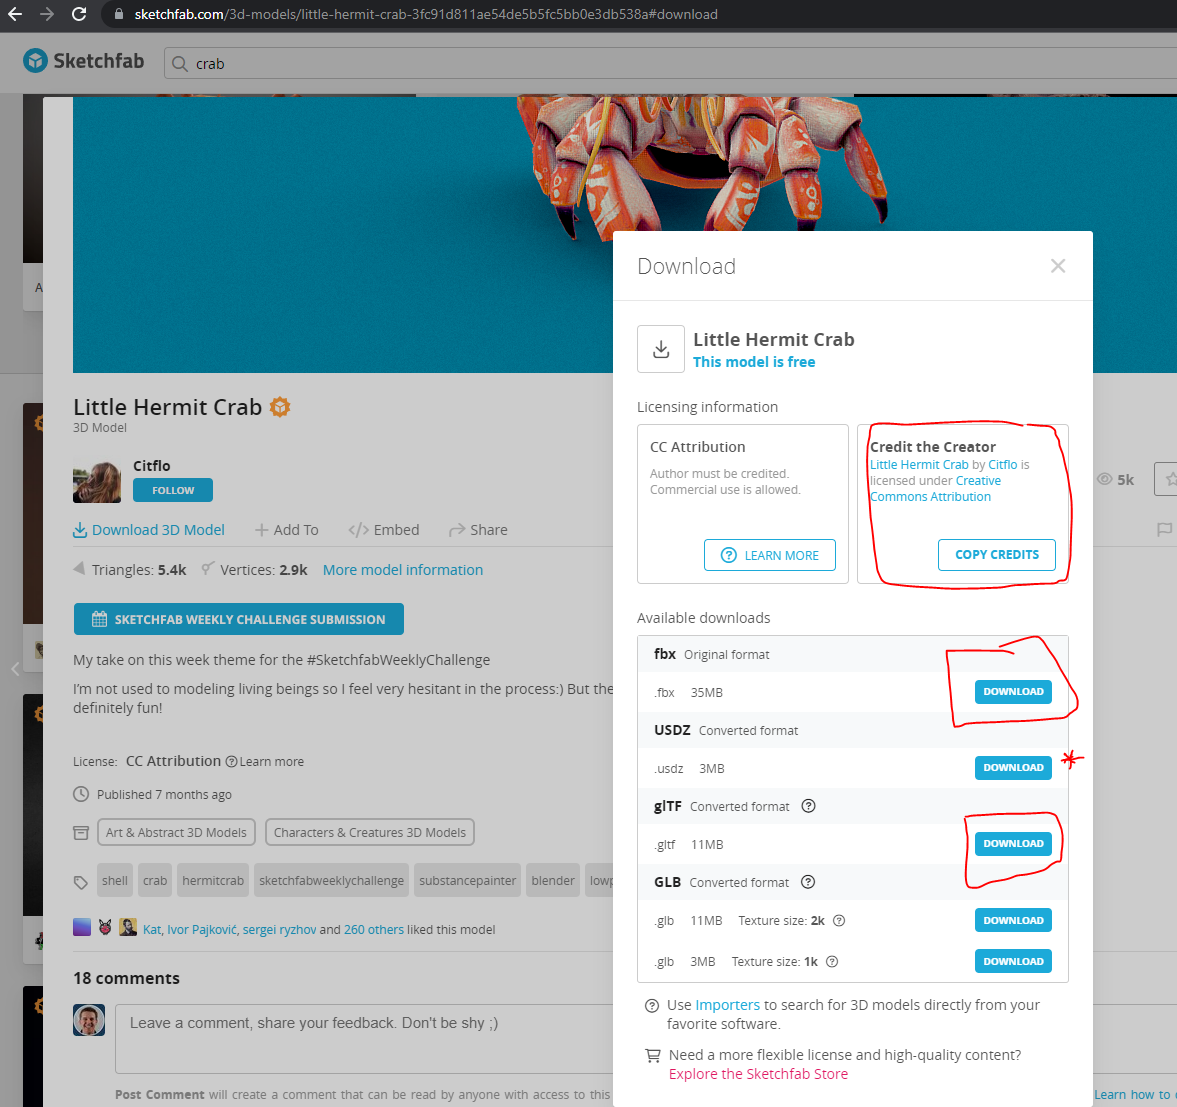 sketchfab.com/3d-models/little-hermit-crab-3fc91d811ae54de5b5fc5bb0e3db538a#download
Sketchfab
crab
A
Little Hermit Crab
3D Model
Citflo
FOLLOW
Download 3D Model
Add To
Embed
Share
5k
Triangles: 5.4k
Vertices: 2.9k
More model information
SKETCHFAB WEEKLY CHALLENGE SUBMISSION
My take on this week theme for the #SketchfabWeeklyChallenge
I'm not used to modeling living beings so I feel very hesitant in the process:) But the
definitely fun!
License: CC Attribution Learn more
Published 7 months ago
Art & Abstract 3D Models
Characters & Creatures 3D Models
shell
crab
hermitcrab
sketchfabweeklychallenge
substancepainter
blender
lowp
Kat, Ivor Pajković, sergei ryzhov and 260 others liked this model
18 comments
Leave a comment, share your feedback. Don't be shy ;)
Post Comment will create a comment that can be read by anyone with access to this
Learn how to
Download
Little Hermit Crab
This model is free
Licensing information
CC Attribution
Author must be credited.
Commercial use is allowed.
LEARN MORE
Credit the Creator
Little Hermit Crab by Citflo is
licensed under Creative
Commons Attribution
COPY CREDITS
Available downloads
fbx Original format
.fbx 35MB DOWNLOAD
USDZ Converted format
.usdz 3MB DOWNLOAD
glTF Converted format
.gltf 11MB DOWNLOAD
GLB Converted format
.glb 11MB Texture size: 2k DOWNLOAD
.glb 3MB Texture size: 1k DOWNLOAD
Use Importers to search for 3D models directly from your
favorite software.
Need a more flexible license and high-quality content?
Explore the Sketchfab Store